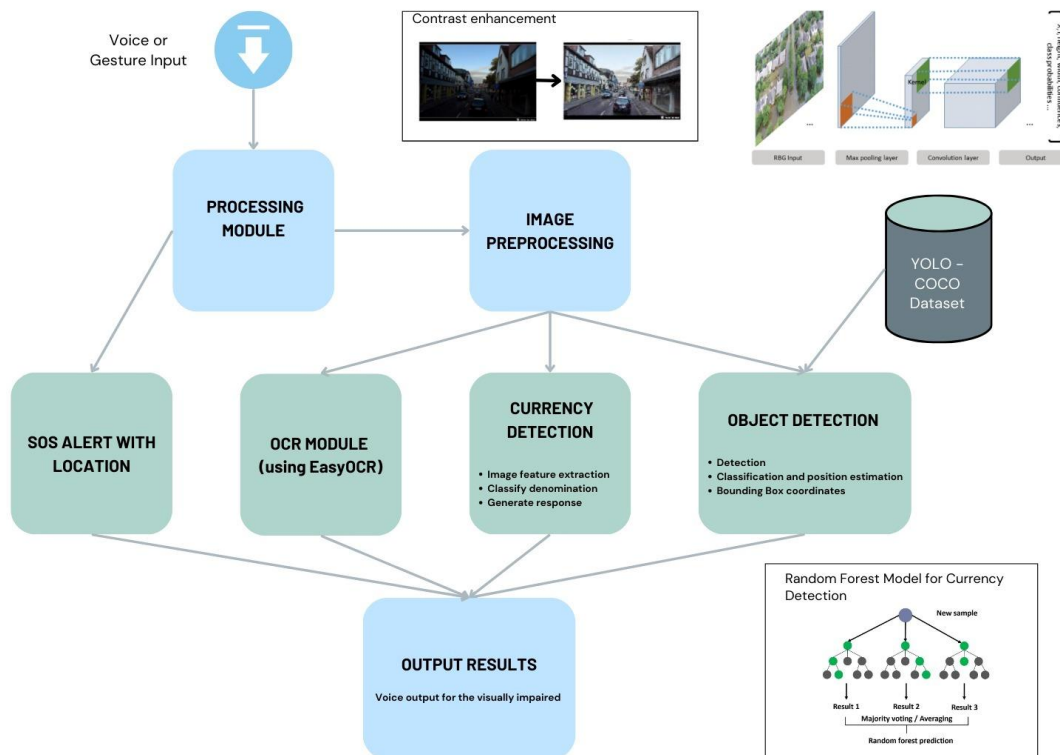 Voice or
Gesture Input
Contrast enhancement
Kernel
class probabilities ...
...
...
RBG Input
Max pooling layer
Convolution layer
Output
PROCESSING
MODULE
IMAGE
PREPROCESSING
YOLO -
COCO
Dataset
SOS ALERT WITH
LOCATION
OCR MODULE
(using EasyOCR)
CURRENCY
DETECTION
• Image feature extraction
• Classify denomination
• Generate response
OBJECT DETECTION
• Detection
• Classification and position estimation
• Bounding Box coordinates
OUTPUT RESULTS
Voice output for the visually impaired
Random Forest Model for Currency
Detection
New sample
Result 1
Result 2
Result 3
Majority voting / Averaging
Random forest prediction